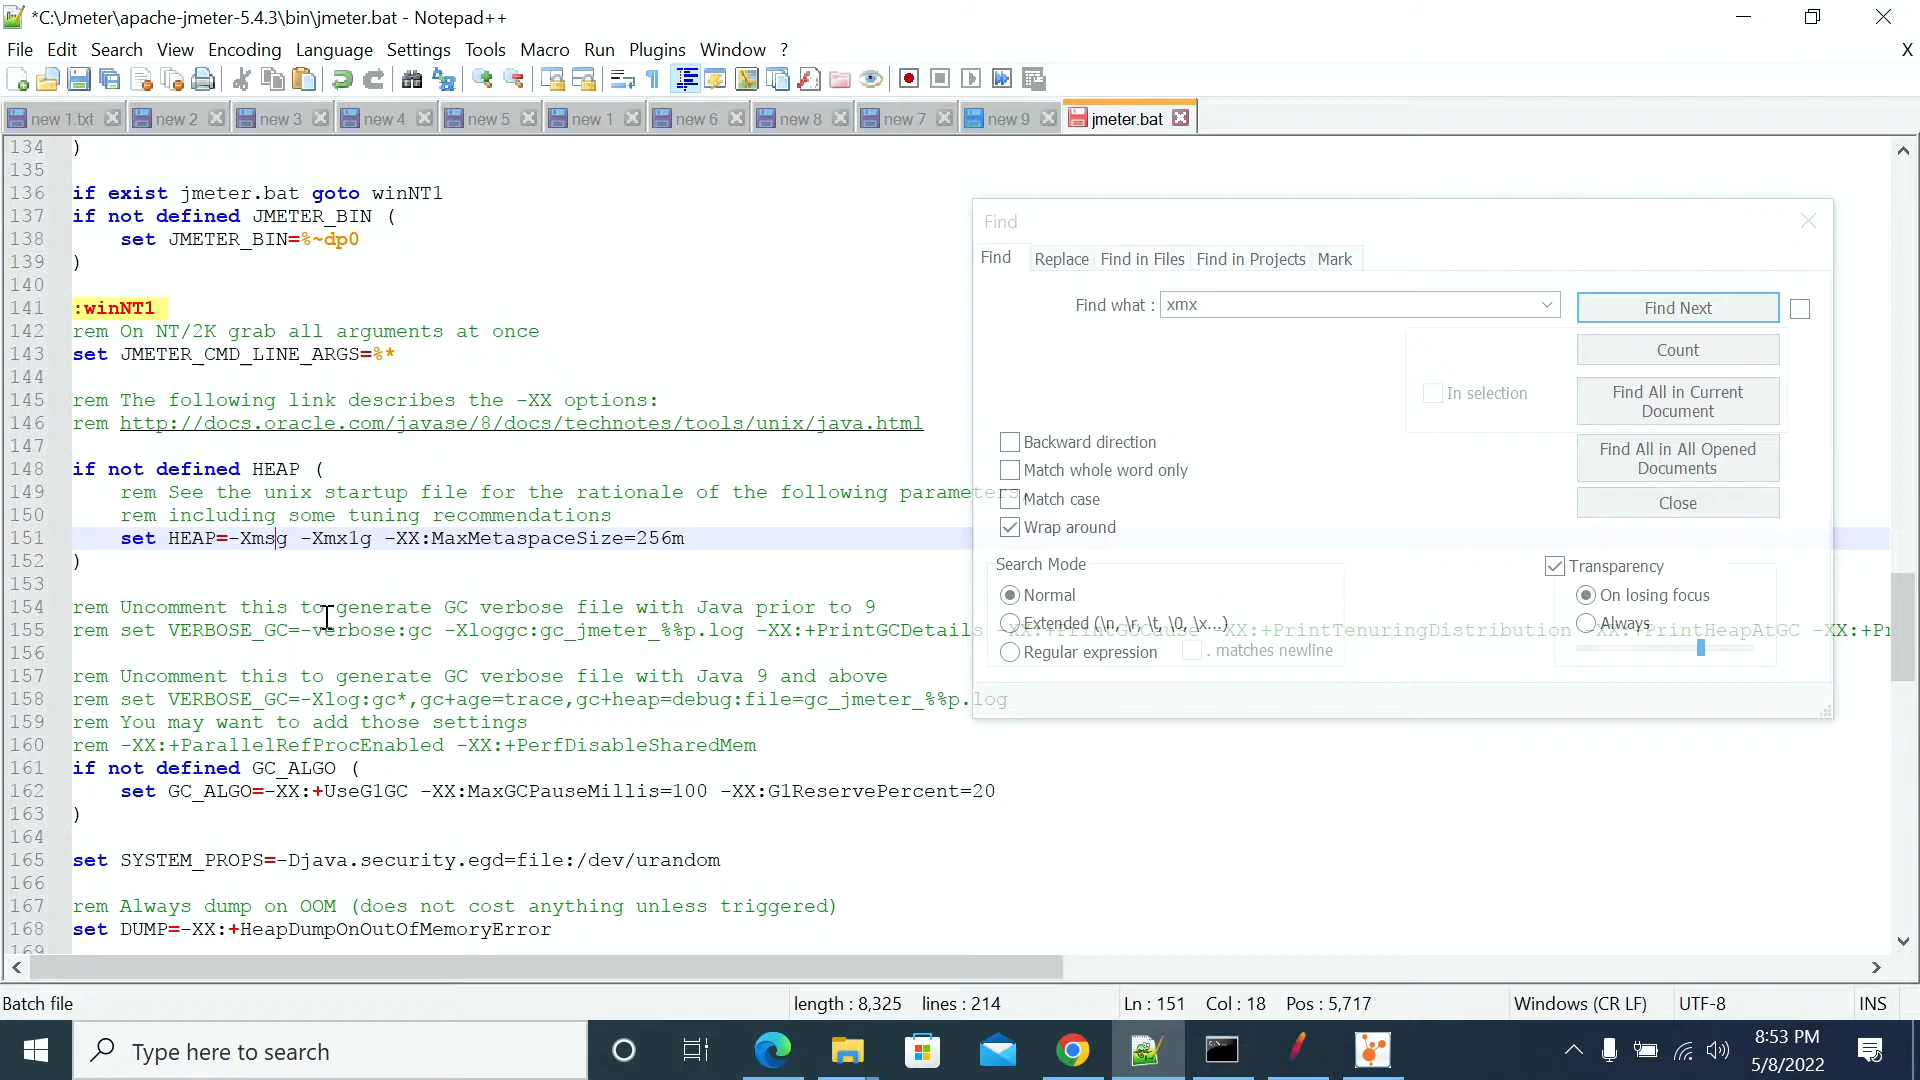 *C:\Jmeter\apache-jmeter-5.4.3\bin\jmeter.bat - Notepad++
File Edit Search View Encoding Language Settings Tools Macro Run Plugins Window ? X
new 1.txt new 2 new 3 new 4 new 5 new 1 new 6 new 8 new 7 new 9 jmeter.bat
134 )
135
136 if exist jmeter.bat goto winNT1
137 if not defined JMETER_BIN (
138 set JMETER_BIN=%~dp0
139 )
140
141 :winNT1
142 rem On NT/2K grab all arguments at once
143 set JMETER_CMD_LINE_ARGS=%*
144
145 rem The following link describes the -XX options:
146 rem http://docs.oracle.com/javase/8/docs/technotes/tools/unix/java.html
147
148 if not defined HEAP (
149 rem See the unix startup file for the rationale of the following parameters,
150 rem including some tuning recommendations
151 set HEAP=-Xmsg -Xmx1g -XX:MaxMetaspaceSize=256m
152 )
153
154 rem Uncomment this to generate GC verbose file with Java prior to 9
155 rem set VERBOSE_GC=-verbose:gc -Xloggc:gc_jmeter_%%p.log -XX:+PrintGCDetails -XX:+PrintGCCause -XX:+PrintTenuringDistribution -XX:+PrintHeapAtGC -XX:+Pr
156
157 rem Uncomment this to generate GC verbose file with Java 9 and above
158 rem set VERBOSE_GC=-Xlog:gc*,gc+age=trace,gc+heap=debug:file=gc_jmeter_%%p.log
159 rem You may want to add those settings
160 rem -XX:+ParallelRefProcEnabled -XX:+PerfDisableSharedMem
161 if not defined GC_ALGO (
162 set GC_ALGO=-XX:+UseG1GC -XX:MaxGCPauseMillis=100 -XX:G1ReservePercent=20
163 )
164
165 set SYSTEM_PROPS=-Djava.security.egd=file:/dev/urandom
166
167 rem Always dump on OOM (does not cost anything unless triggered)
168 set DUMP=-XX:+HeapDumpOnOutOfMemoryError
169
Find
Find Replace Find in Files Find in Projects Mark
Find what : xmx
Find Next
Count
In selection
Find All in Current
Document
Find All in All Opened
Documents
Close
Backward direction
Match whole word only
Match case
Wrap around
Search Mode
Normal
Extended (\n, \r, \t, \0, \x...)
Regular expression
. matches newline
Transparency
On losing focus
Always
Batch file length : 8,325 lines : 214 Ln : 151 Col : 18 Pos : 5,717 Windows (CR LF) UTF-8 INS
Type here to search
8:53 PM
5/8/2022